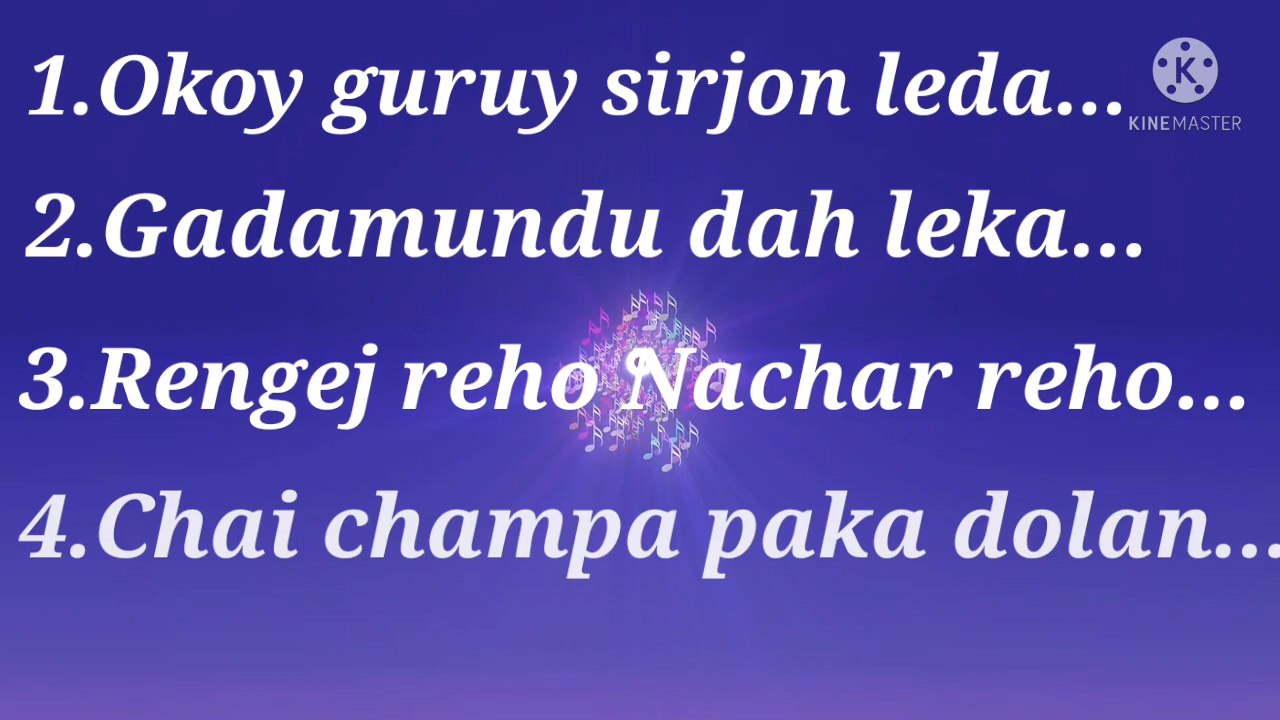 1.Okoy guruy sirjon leda...
K
KINEMASTER
2.Gadamundu dah leka...
3.Rengej reho Nachar reho...
4.Chai champa paka dolan...